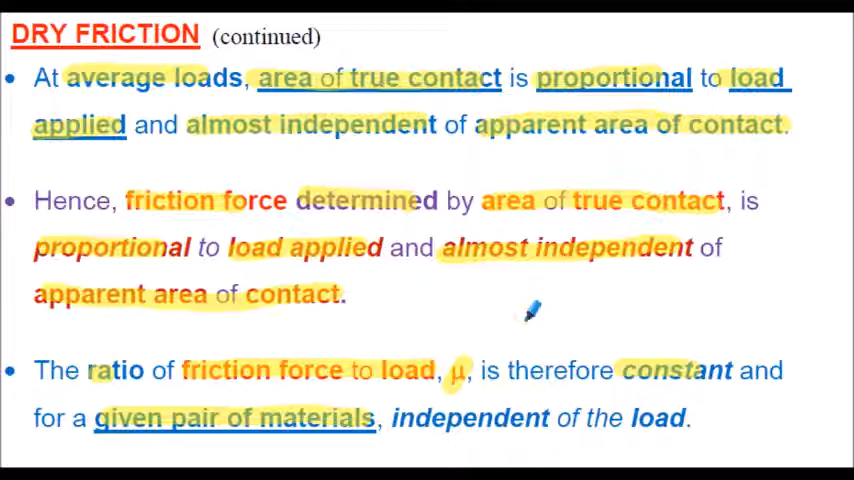 DRY FRICTION (continued)
• At average loads, area of true contact is proportional to load
applied and almost independent of apparent area of contact.
• Hence, friction force determined by area of true contact, is
proportional to load applied and almost independent of
apparent area of contact.
• The ratio of friction force to load, μ, is therefore constant and
for a given pair of materials, independent of the load.